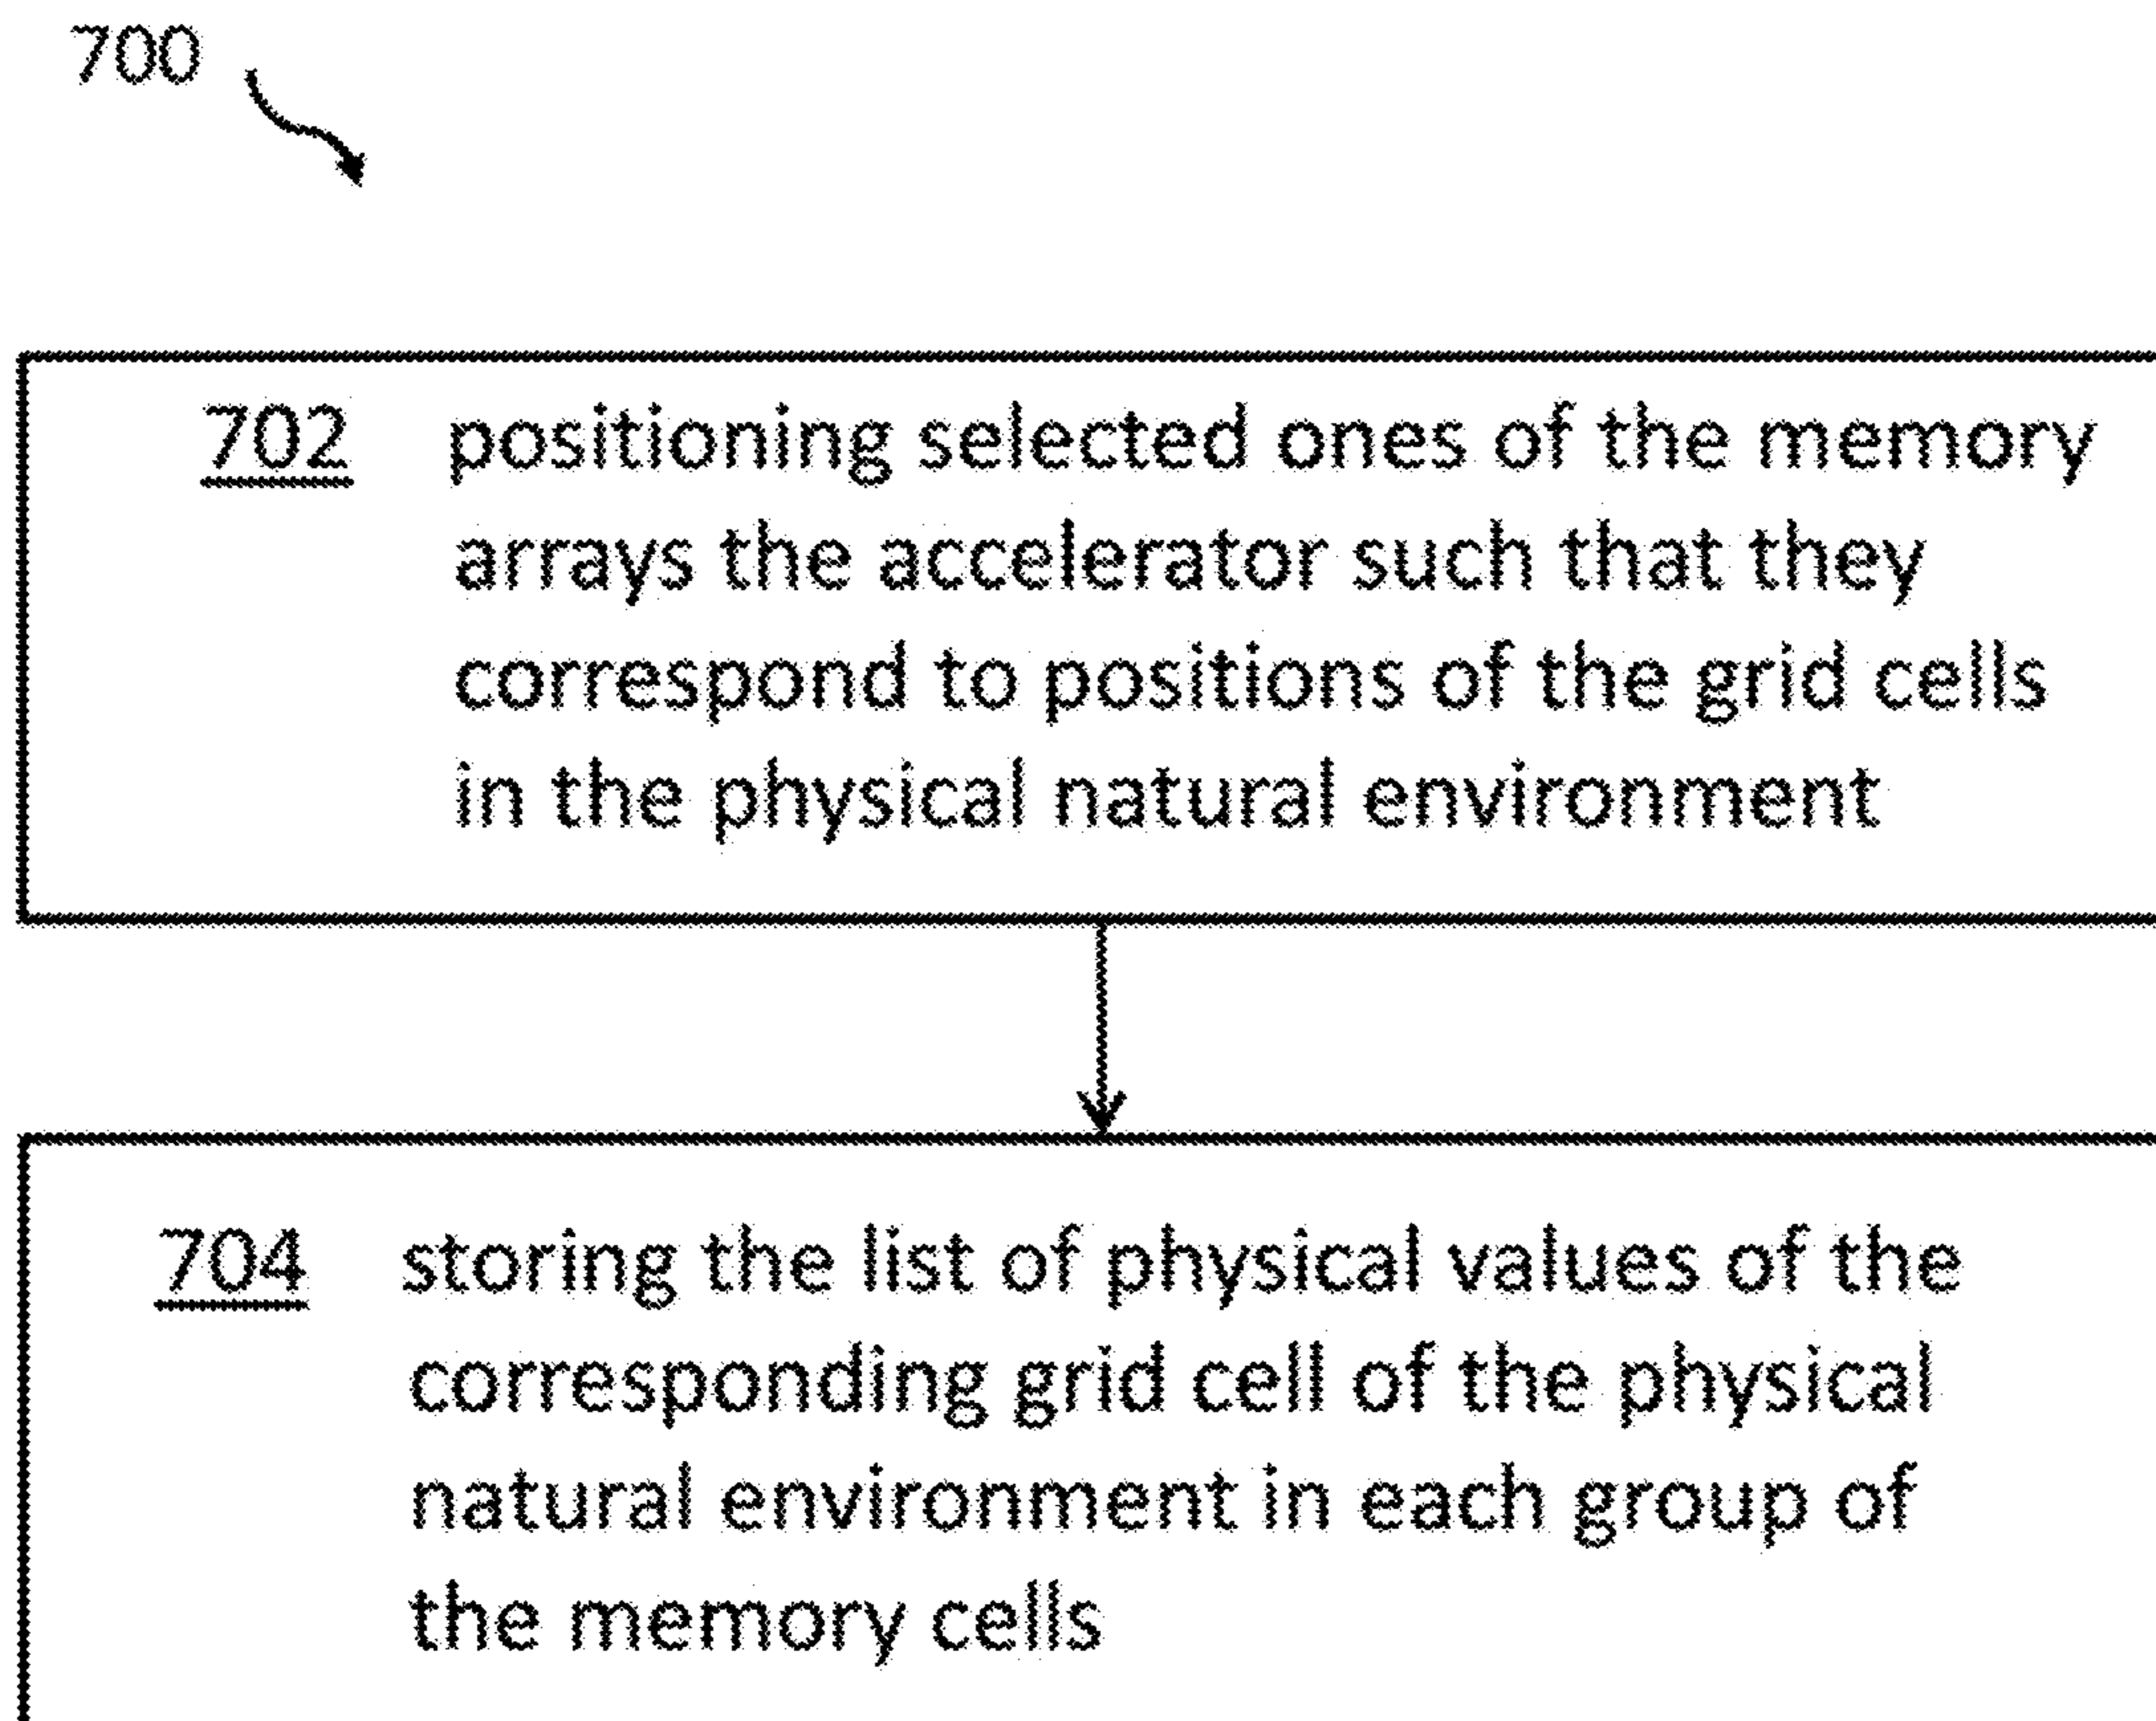 700
702 positioning selected ones of the memory
arrays the accelerator such that they
correspond to positions of the grid cells
in the physical natural environment
704 storing the list of physical values of the
corresponding grid cell of the physical
natural environment in each group of
the memory cells